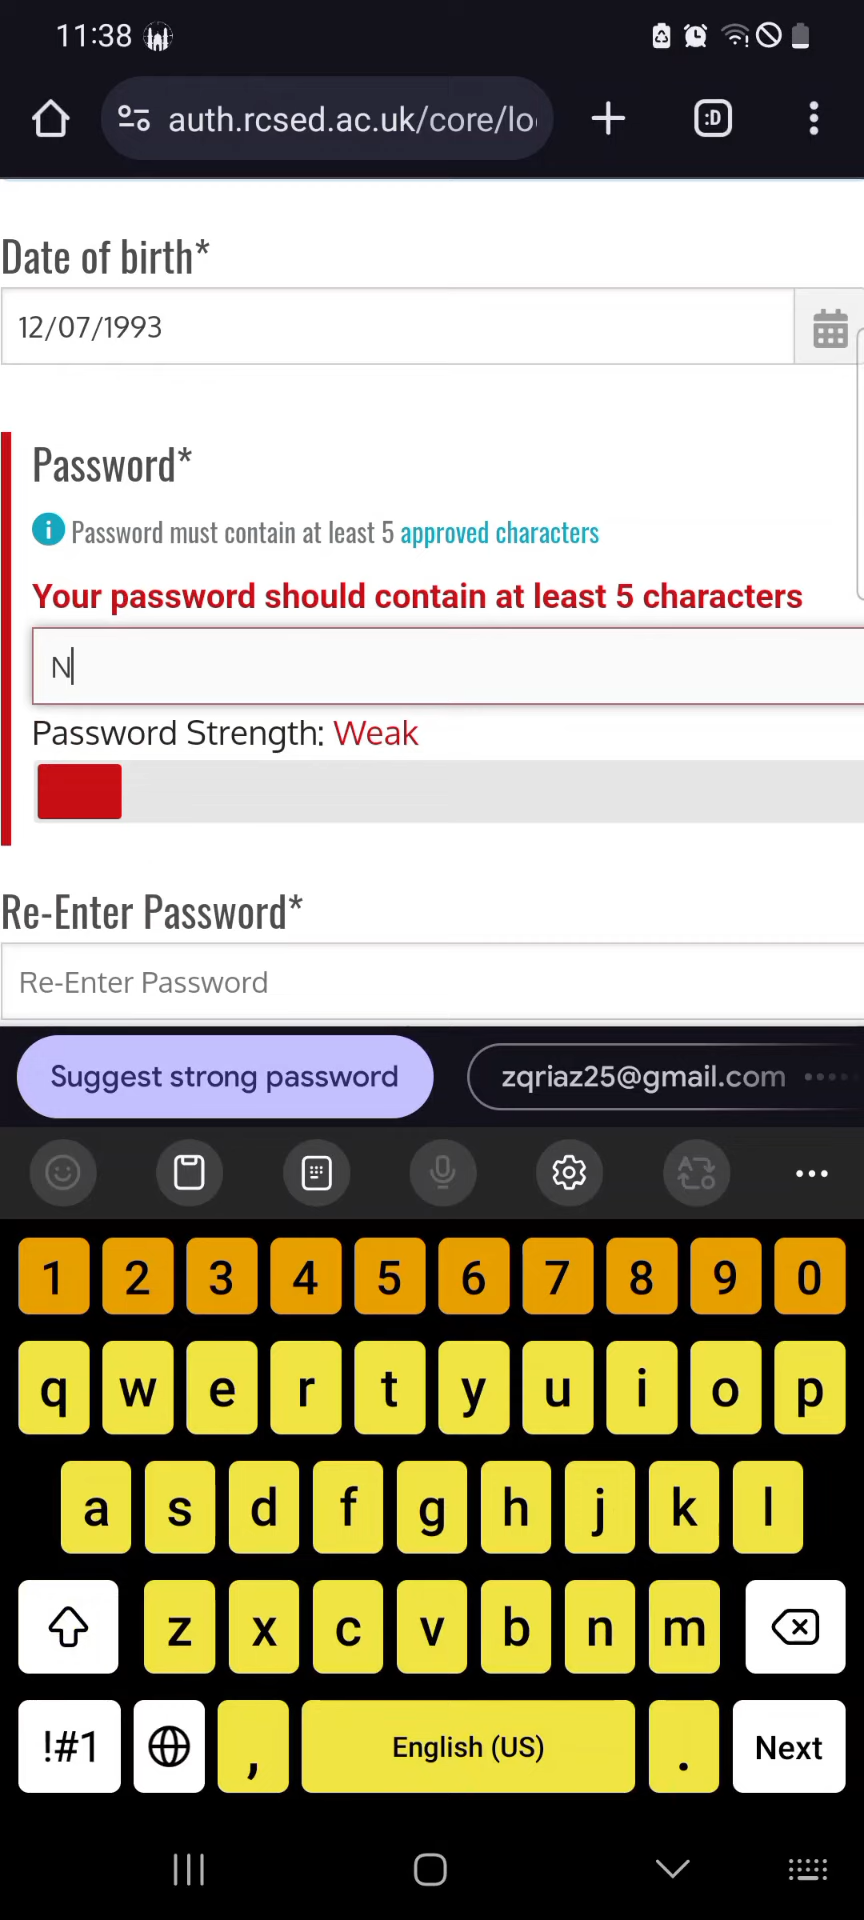 11:38
auth.rcsed.ac.uk/core/lo
:D
Date of birth*
12/07/1993
Password*
i Password must contain at least 5 approved characters
Your password should contain at least 5 characters
N
Password Strength: Weak
Re-Enter Password*
Re-Enter Password
Suggest strong password
zqriaz25@gmail.com
1 2 3 4 5 6 7 8 9 0
q w e r t y u i o p
a s d f g h j k l
z x c v b n m
!#1 , English (US) . Next